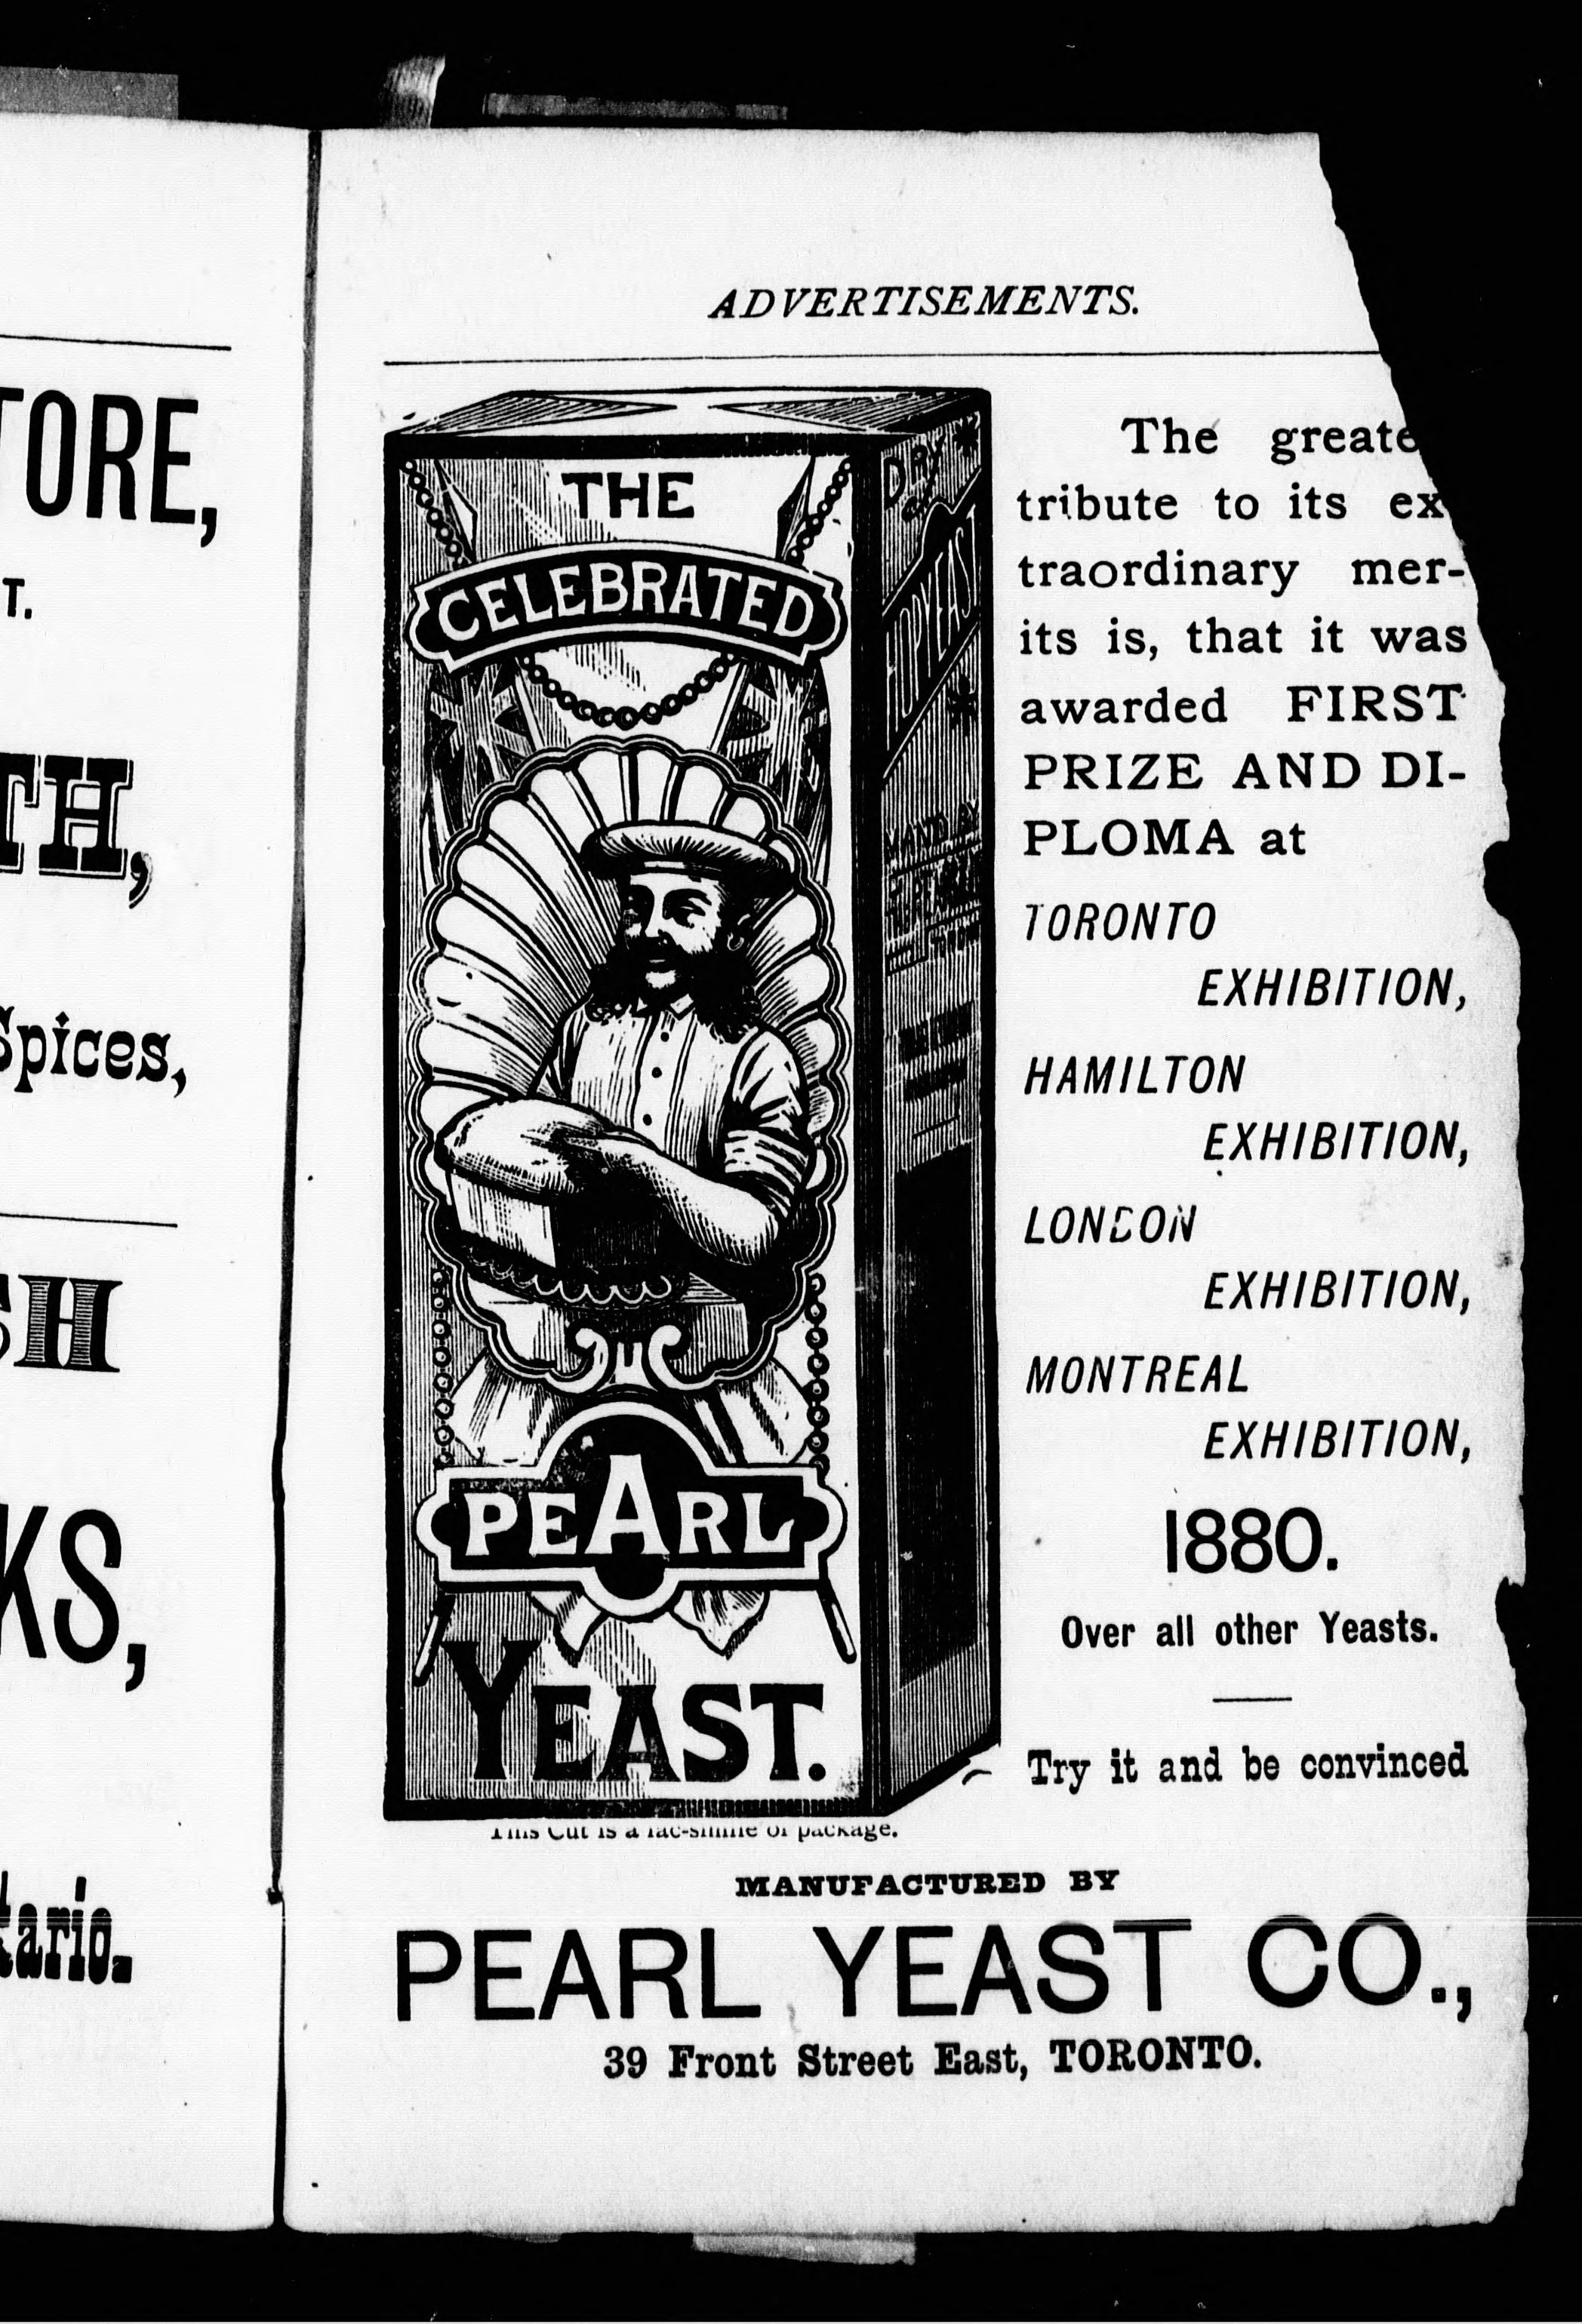 TORE,
T.
TH,
Spices,
SH
KS,
tario.
ADVERTISEMENTS.
THE
CELEBRATED
PEARL
YEAST.
DRY
HOP YEAST
This Cut is a fac-simile of package.
The greate
tribute to its ex
traordinary mer-
its is, that it was
awarded FIRST
PRIZE AND DI-
PLOMA at
TORONTO
EXHIBITION,
HAMILTON
EXHIBITION,
LONDON
EXHIBITION,
MONTREAL
EXHIBITION,
1880.
Over all other Yeasts.
Try it and be convinced
MANUFACTURED BY
PEARL YEAST CO.,
39 Front Street East, TORONTO.